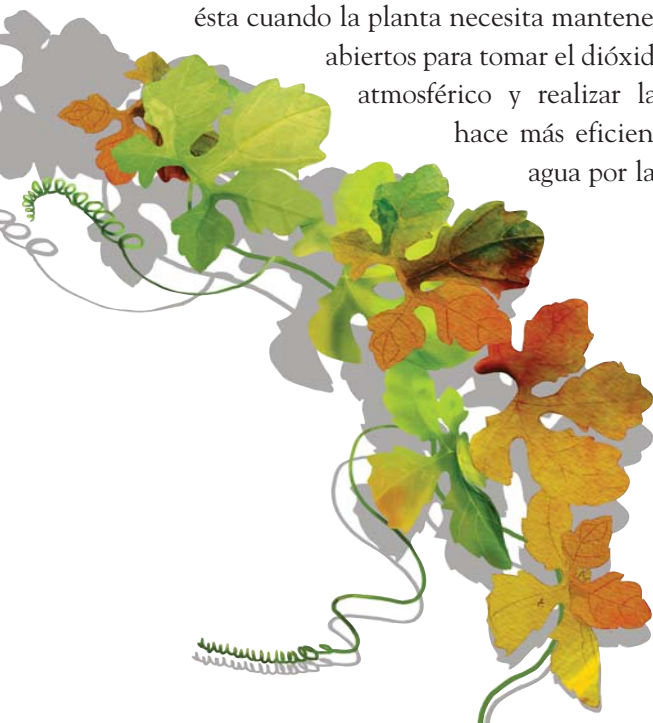 ésta cuando la planta necesita mantene
abiertos para tomar el dióxid
atmosférico y realizar la
hace más eficien
agua por la